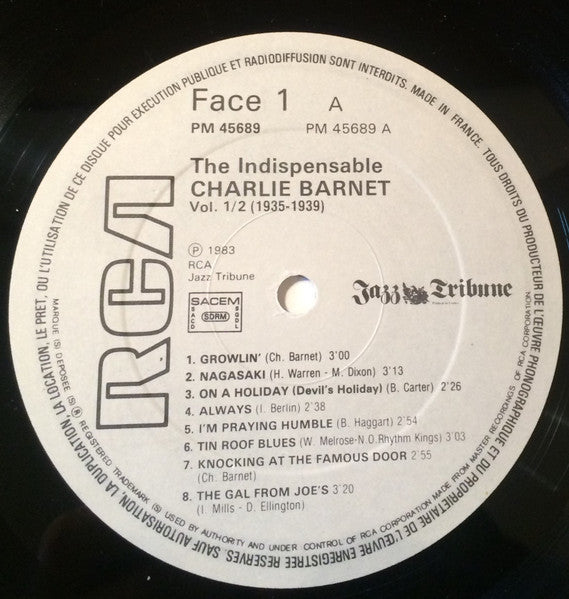 TOUS DROITS DU PRODUCTEUR DE L'ŒUVRE PHONOGRAPHIQUE ET DU PROPRIETAIRE DE L'ŒUVRE ENREGISTREE RESERVES. SAUF AUTORISATION, LA DUPLICATION, LA LOCATION, LE PRET, OU L'UTILISATION DE CE DISQUE POUR EXECUTION PUBLIQUE ET RADIODIFFUSION SONT INTERDITS. MADE IN FRANCE.
Face 1 A
PM 45689 PM 45689 A
The Indispensable
CHARLIE BARNET
Vol. 1/2 (1935-1939)
RCA
℗ 1983
RCA
Jazz Tribune
Jazz Tribune
SACEM
SACD SDRM SGDL
1. GROWLIN' (Ch. Barnet) 3'00
2. NAGASAKI (H. Warren - M. Dixon) 3'13
3. ON A HOLIDAY (Devil's Holiday) (B. Carter) 2'26
4. ALWAYS (I. Berlin) 2'38
5. I'M PRAYING HUMBLE (B. Haggart) 2'54
6. TIN ROOF BLUES (W. Melrose-N.O.Rhythm Kings) 3'03
7. KNOCKING AT THE FAMOUS DOOR 2'55
(Ch. Barnet)
8. THE GAL FROM JOE'S 3'20
(I. Mills - D. Ellington)
MARQUE (S) DEPOSEE (S) ® REGISTERED TRADEMARK (S) USED BY AUTHORITY AND UNDER CONTROL OF RCA CORPORATION MADE FROM MASTER RECORDINGS OF RCA CORPORATION